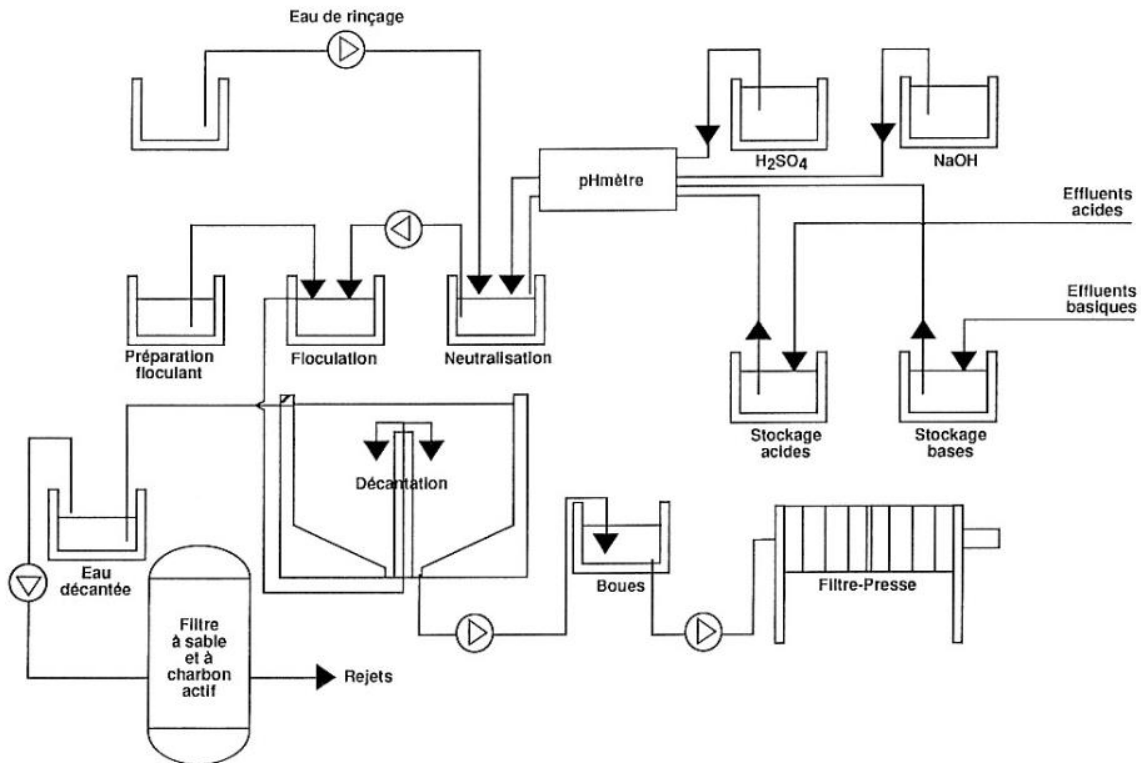 Eau de rinçage
H2SO4
NaOH
pHmètre
Effluents
acides
Effluents
basiques
Préparation
floculant
Floculation
Neutralisation
Stockage
acides
Stockage
bases
Décantation
Eau
décantée
Boues
Filtre-Presse
Filtre
à sable
et à
charbon
actif
Rejets